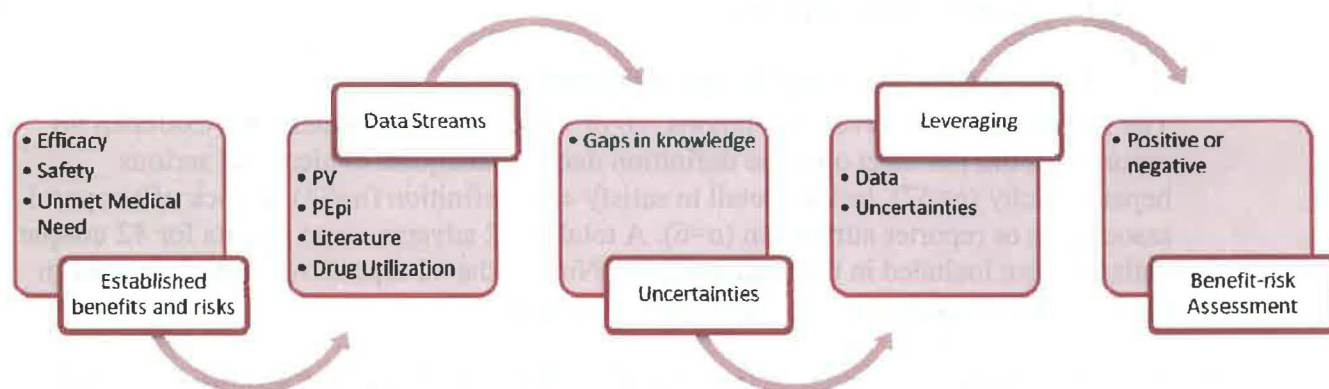 • Efficacy
• Safety
• Unmet Medical
Need
Established
benefits and risks
Data Streams
• PV
• PEpi
• Literature
• Drug Utilization
• Gaps in knowledge
Uncertainties
Leveraging
• Data
• Uncertainties
• Positive or
negative
Benefit-risk
Assessment